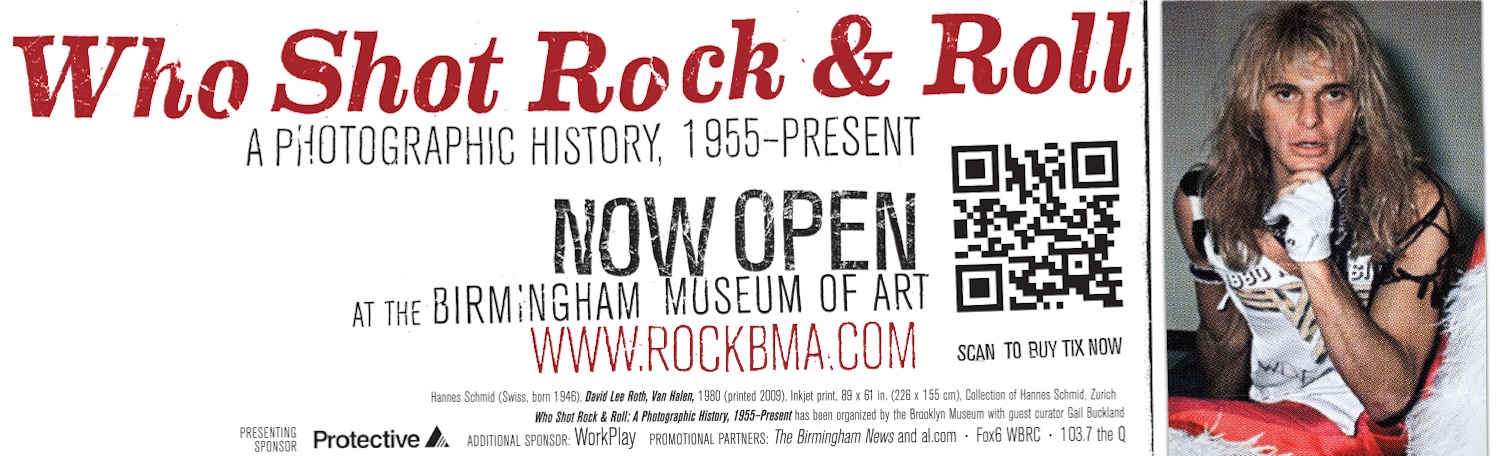 Who Shot Rock & Roll
A PHOTOGRAPHIC HISTORY, 1955–PRESENT
NOW OPEN
AT THE BIRMINGHAM MUSEUM OF ART
WWW.ROCKBMA.COM
SCAN TO BUY TIX NOW
Hannes Schmid (Swiss, born 1946), David Lee Roth, Van Halen, 1980 (printed 2009), Inkjet print, 89 x 61 in. (226 x 155 cm), Collection of Hannes Schmid, Zurich
Who Shot Rock & Roll: A Photographic History, 1955–Present has been organized by the Brooklyn Museum with guest curator Gail Buckland
PRESENTING SPONSOR Protective ADDITIONAL SPONSOR: WorkPlay PROMOTIONAL PARTNERS: The Birmingham News and al.com · Fox6 WBRC · 103.7 the Q